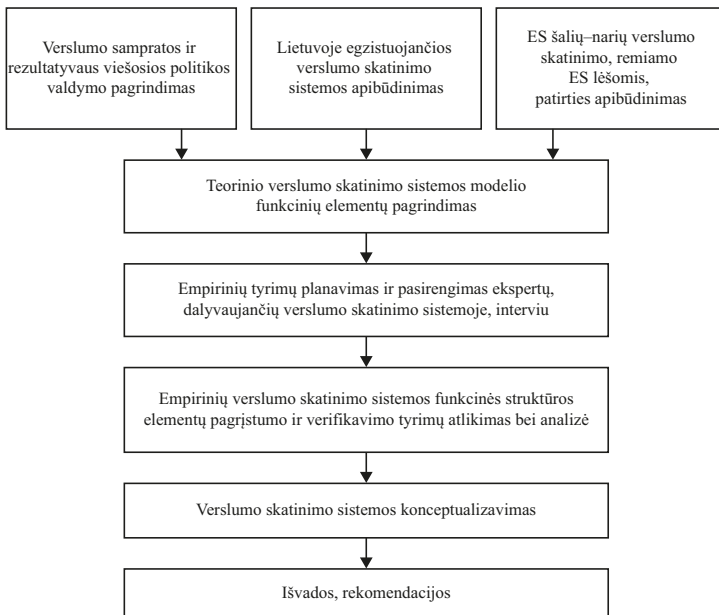 Verslumo sampratos ir
rezultatyvaus viešosios politikos
valdymo pagrindimas
Lietuvoje egzistuojančios
verslumo skatinimo
sistemos apibūdinimas
ES šalių–narių verslumo
skatinimo, remiamo
ES lėšomis,
patirties apibūdinimas
Teorinio verslumo skatinimo sistemos modelio
funkcinių elementų pagrindimas
Empirinių tyrimų planavimas ir pasirengimas ekspertų,
dalyvaujančių verslumo skatinimo sistemoje, interviu
Empirinių verslumo skatinimo sistemos funkcinės struktūros
elementų pagrįstumo ir verifikavimo tyrimų atlikimas bei analizė
Verslumo skatinimo sistemos konceptualizavimas
Išvados, rekomendacijos